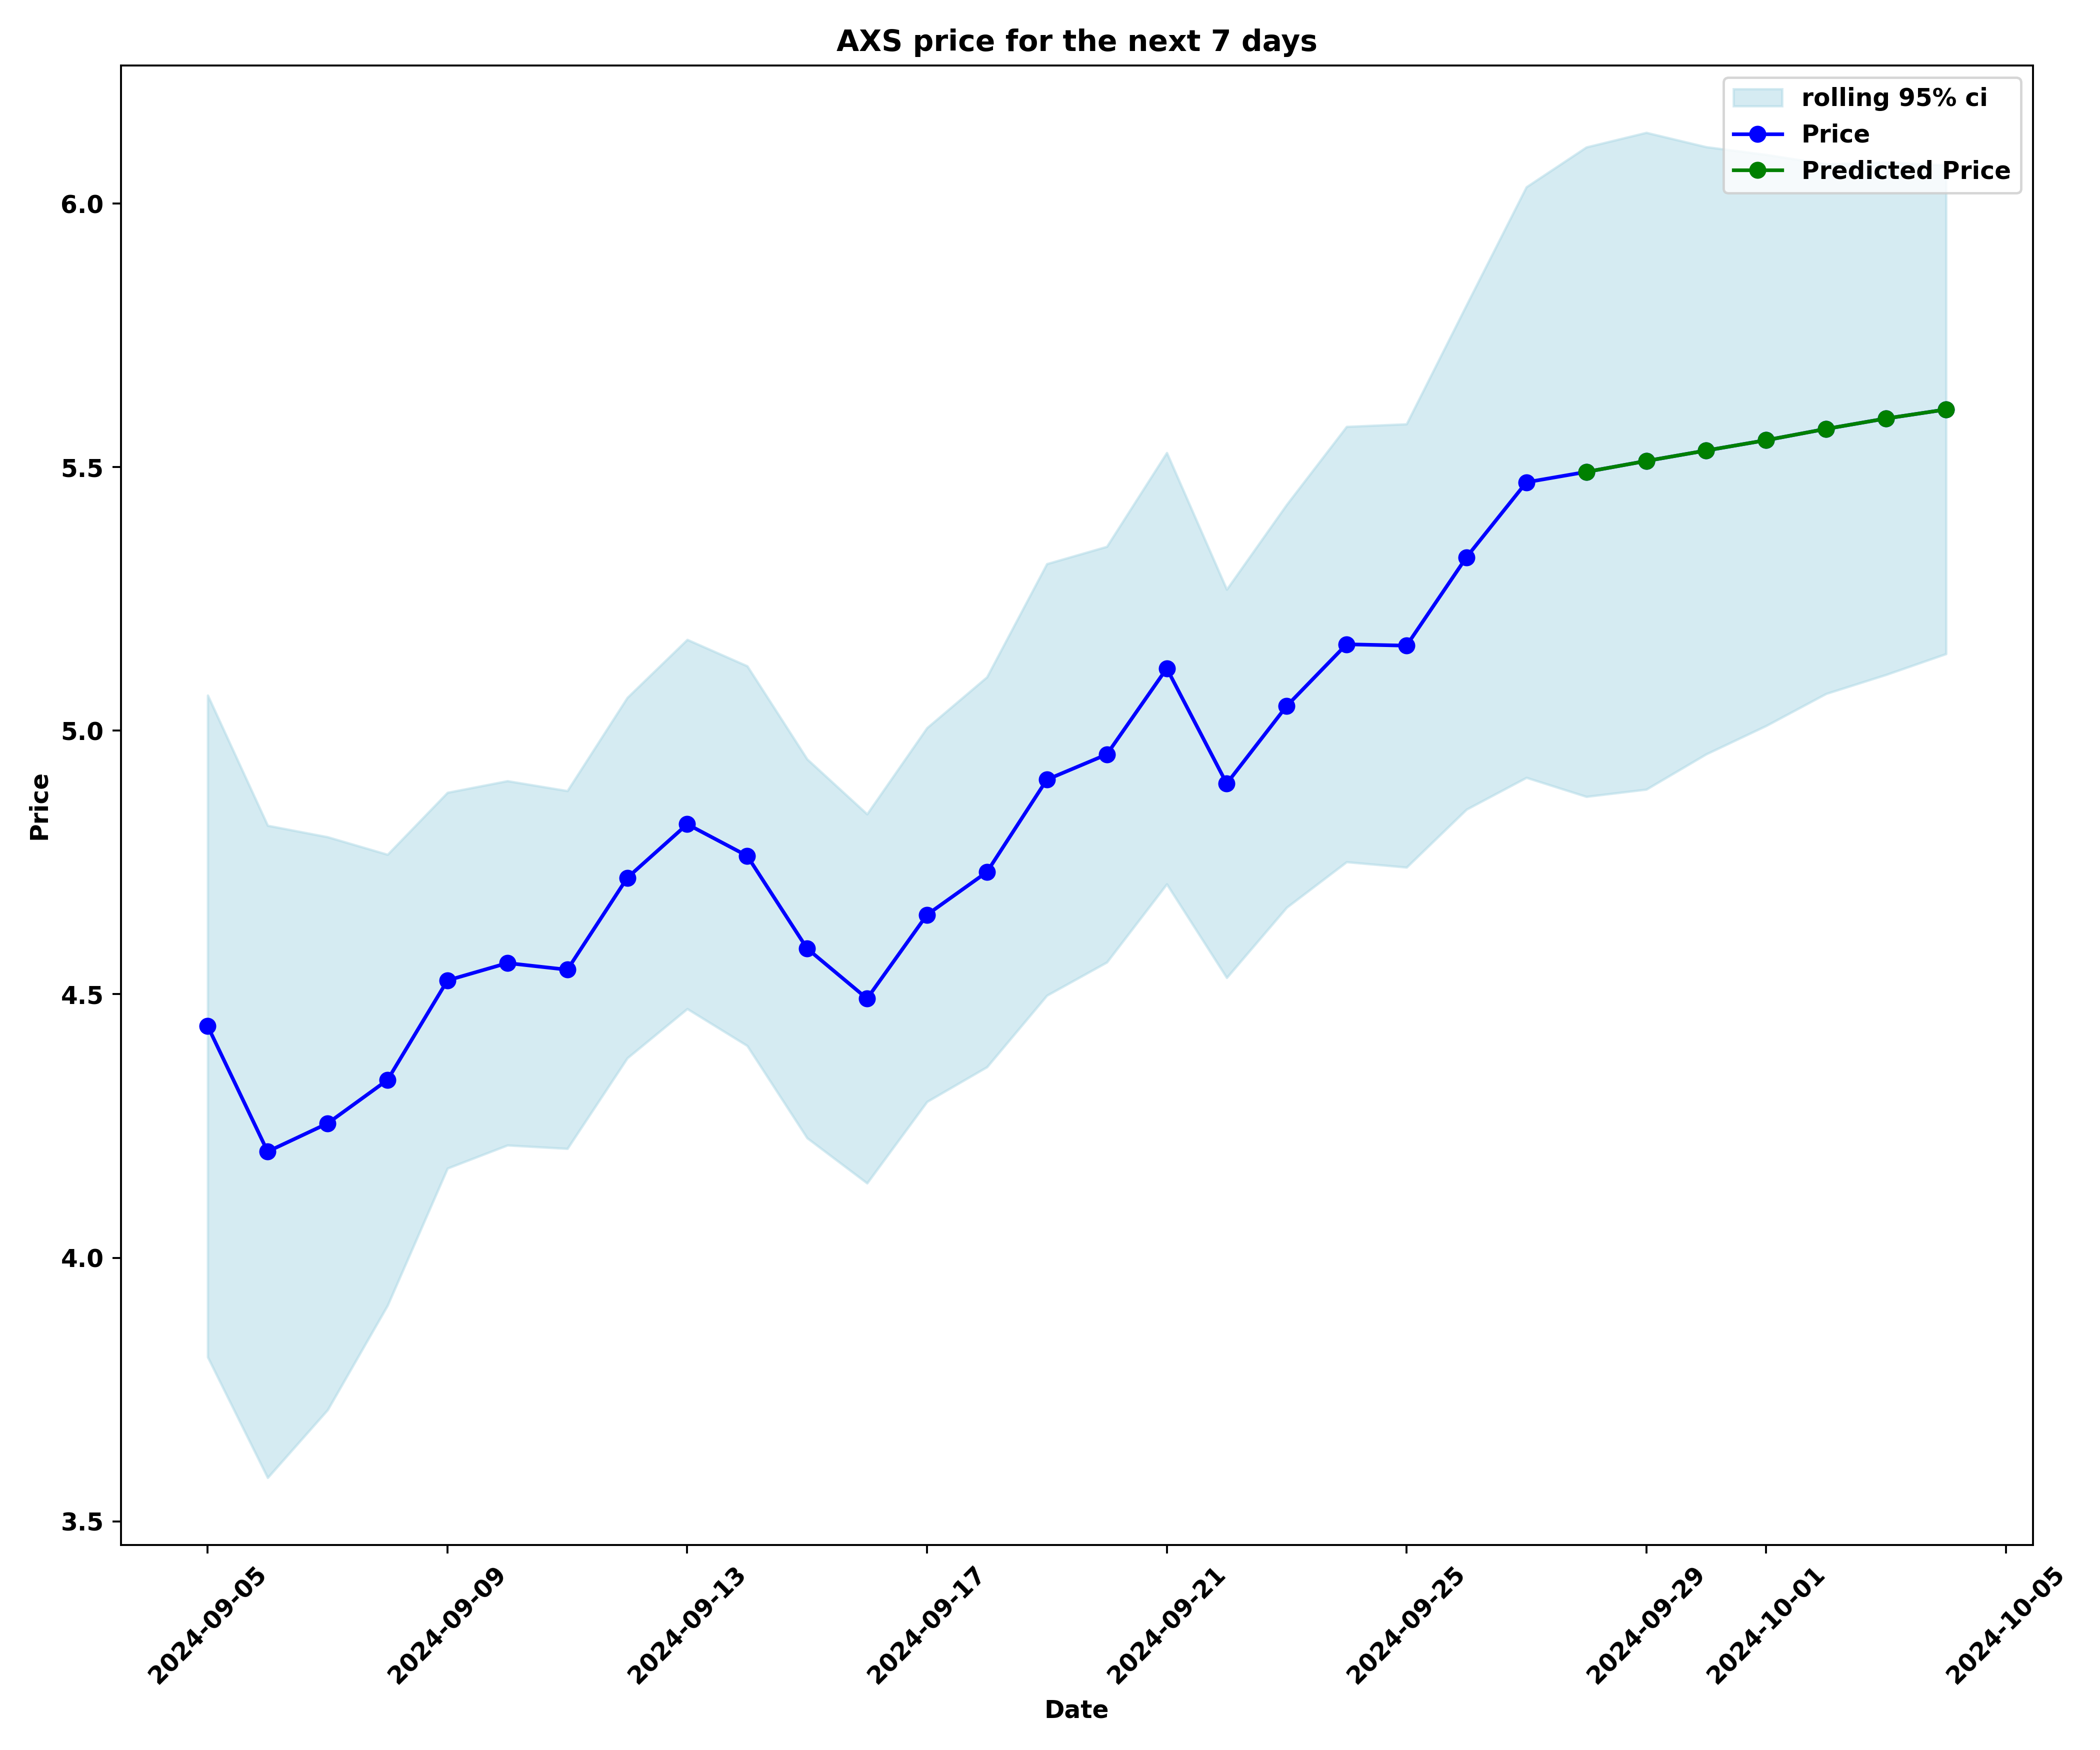 AXS price for the next 7 days
rolling 95% ci
Price
Predicted Price
6.0
5.5
5.0
4.5
4.0
3.5
Price
2024-09-05
2024-09-09
2024-09-13
2024-09-17
2024-09-21
2024-09-25
2024-09-29
2024-10-01
2024-10-05
Date